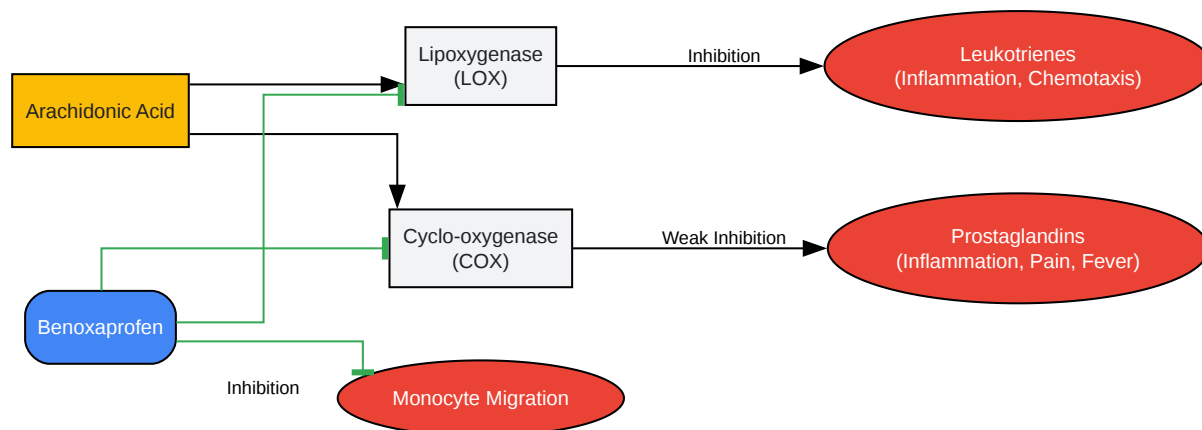 Lipoxygenase
(LOX)
Inhibition
Leukotrienes
(Inflammation, Chemotaxis)
Arachidonic Acid
Cyclo-oxygenase
(COX)
Weak Inhibition
Prostaglandins
(Inflammation, Pain, Fever)
Benoxaprofen
Inhibition
Monocyte Migration